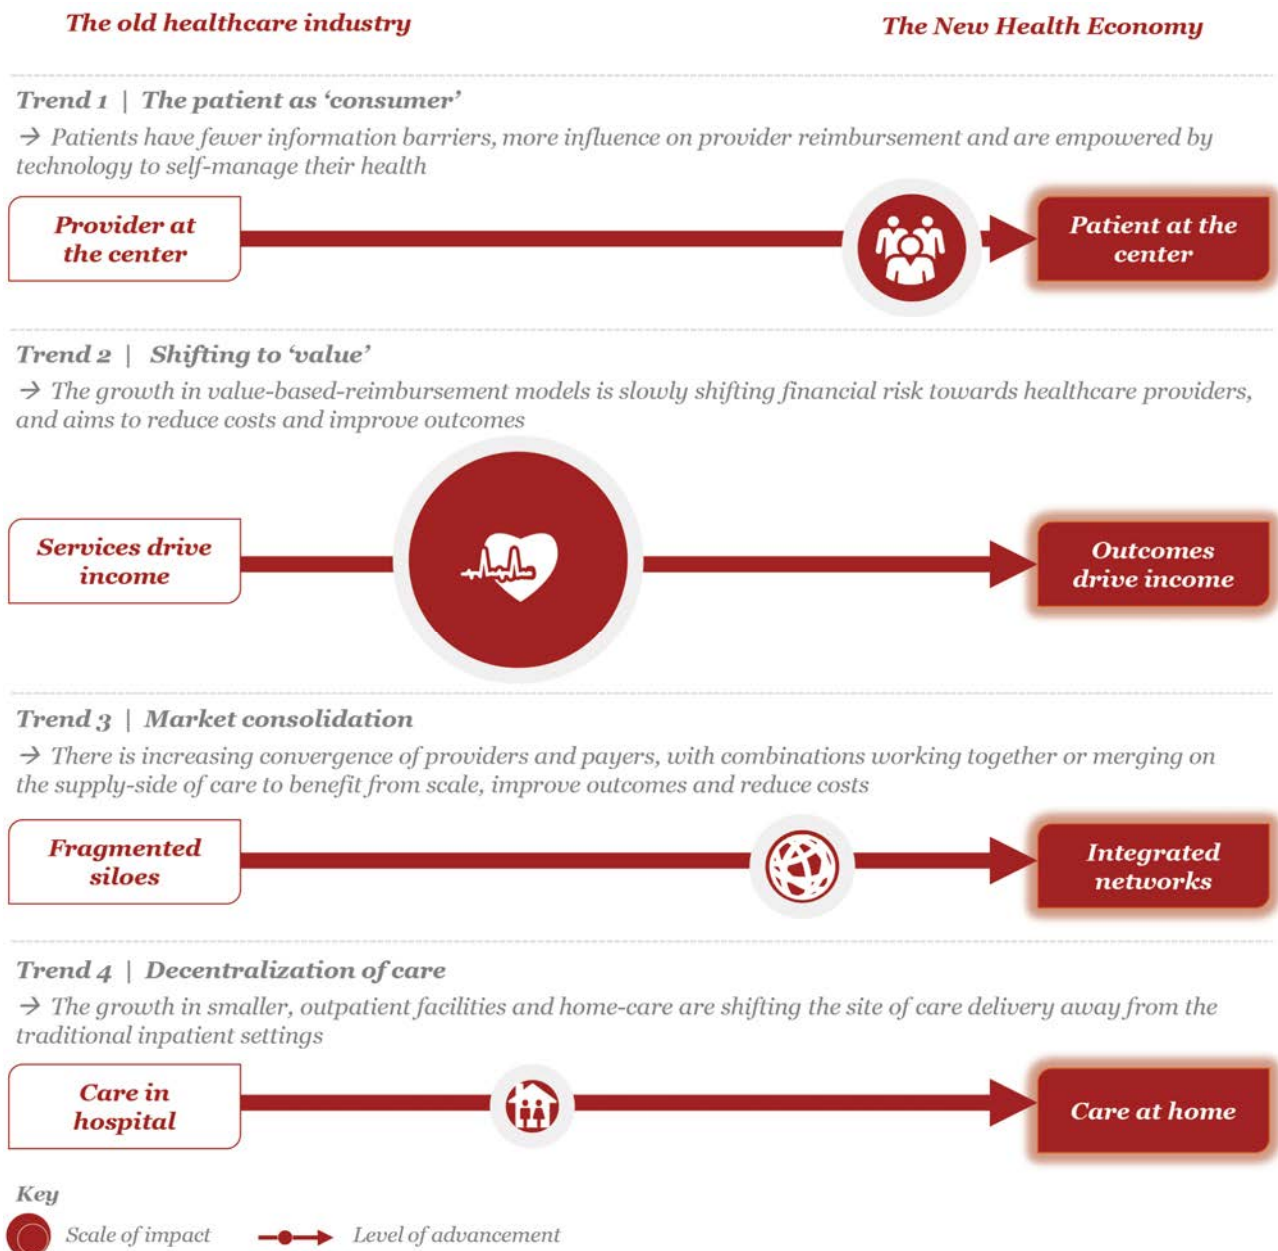 The old healthcare industry
The New Health Economy
Trend 1 | The patient as ‘consumer’
→ Patients have fewer information barriers, more influence on provider reimbursement and are empowered by
technology to self-manage their health
Provider at
the center
Patient at the
center
Trend 2 | Shifting to ‘value’
→ The growth in value-based-reimbursement models is slowly shifting financial risk towards healthcare providers,
and aims to reduce costs and improve outcomes
Services drive
income
Outcomes
drive income
Trend 3 | Market consolidation
→ There is increasing convergence of providers and payers, with combinations working together or merging on
the supply-side of care to benefit from scale, improve outcomes and reduce costs
Fragmented
siloes
Integrated
networks
Trend 4 | Decentralization of care
→ The growth in smaller, outpatient facilities and home-care are shifting the site of care delivery away from the
traditional inpatient settings
Care in
hospital
Care at home
Key
Scale of impact
Level of advancement